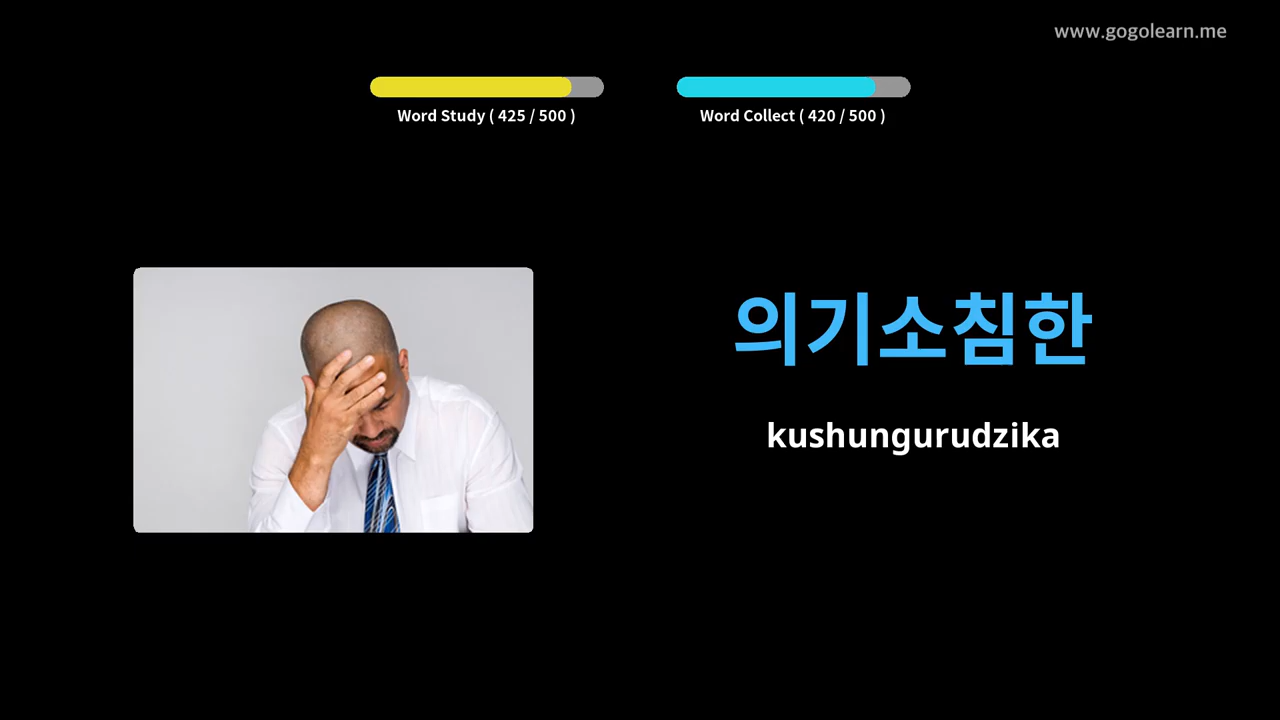 www.gogolearn.me
Word Study ( 425 / 500 )
Word Collect ( 420 / 500 )
의기소침한
kushungurudzika